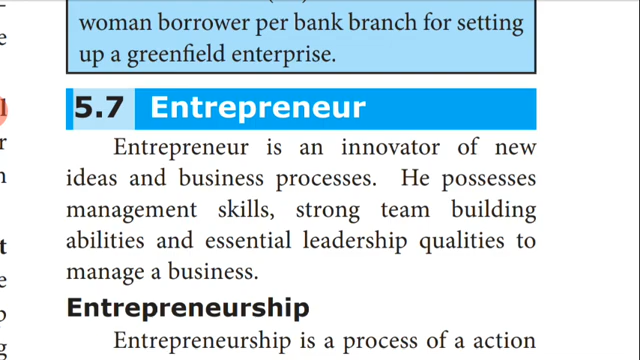 woman borrower per bank branch for setting
up a greenfield enterprise.
5.7 Entrepreneur
Entrepreneur is an innovator of new
ideas and business processes. He possesses
management skills, strong team building
abilities and essential leadership qualities to
manage a business.
Entrepreneurship
Entrepreneurship is a process of a action